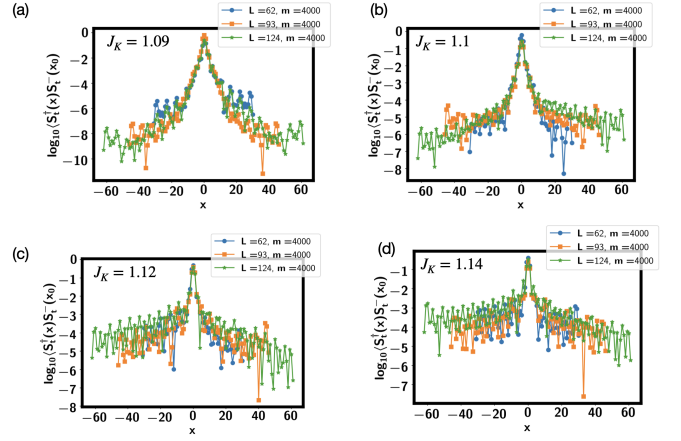 (a)
L =62, m =4000
L =93, m =4000
L =124, m =4000
J_K = 1.09
log₁₀⟨S_t^†(x)S_t^−(x₀)
0
−2
−4
−6
−8
−10
−60 −40 −20 0 20 40 60
x
(b)
L =62, m =4000
L =93, m =4000
L =124, m =4000
J_K = 1.1
log₁₀⟨S_t^†(x)S_t^−(x₀)
0
−1
−2
−3
−4
−5
−6
−7
−8
−60 −40 −20 0 20 40 60
x
(c)
L =62, m =4000
L =93, m =4000
L =124, m =4000
J_K = 1.12
log₁₀⟨S_t^†(x)S_t^−(x₀)
0
−1
−2
−3
−4
−5
−6
−7
−8
−60 −40 −20 0 20 40 60
x
(d)
L =62, m =4000
L =93, m =4000
L =124, m =4000
J_K = 1.14
log₁₀⟨S_t^†(x)S_t^−(x₀)
−1
−2
−3
−4
−5
−6
−7
−60 −40 −20 0 20 40 60
x